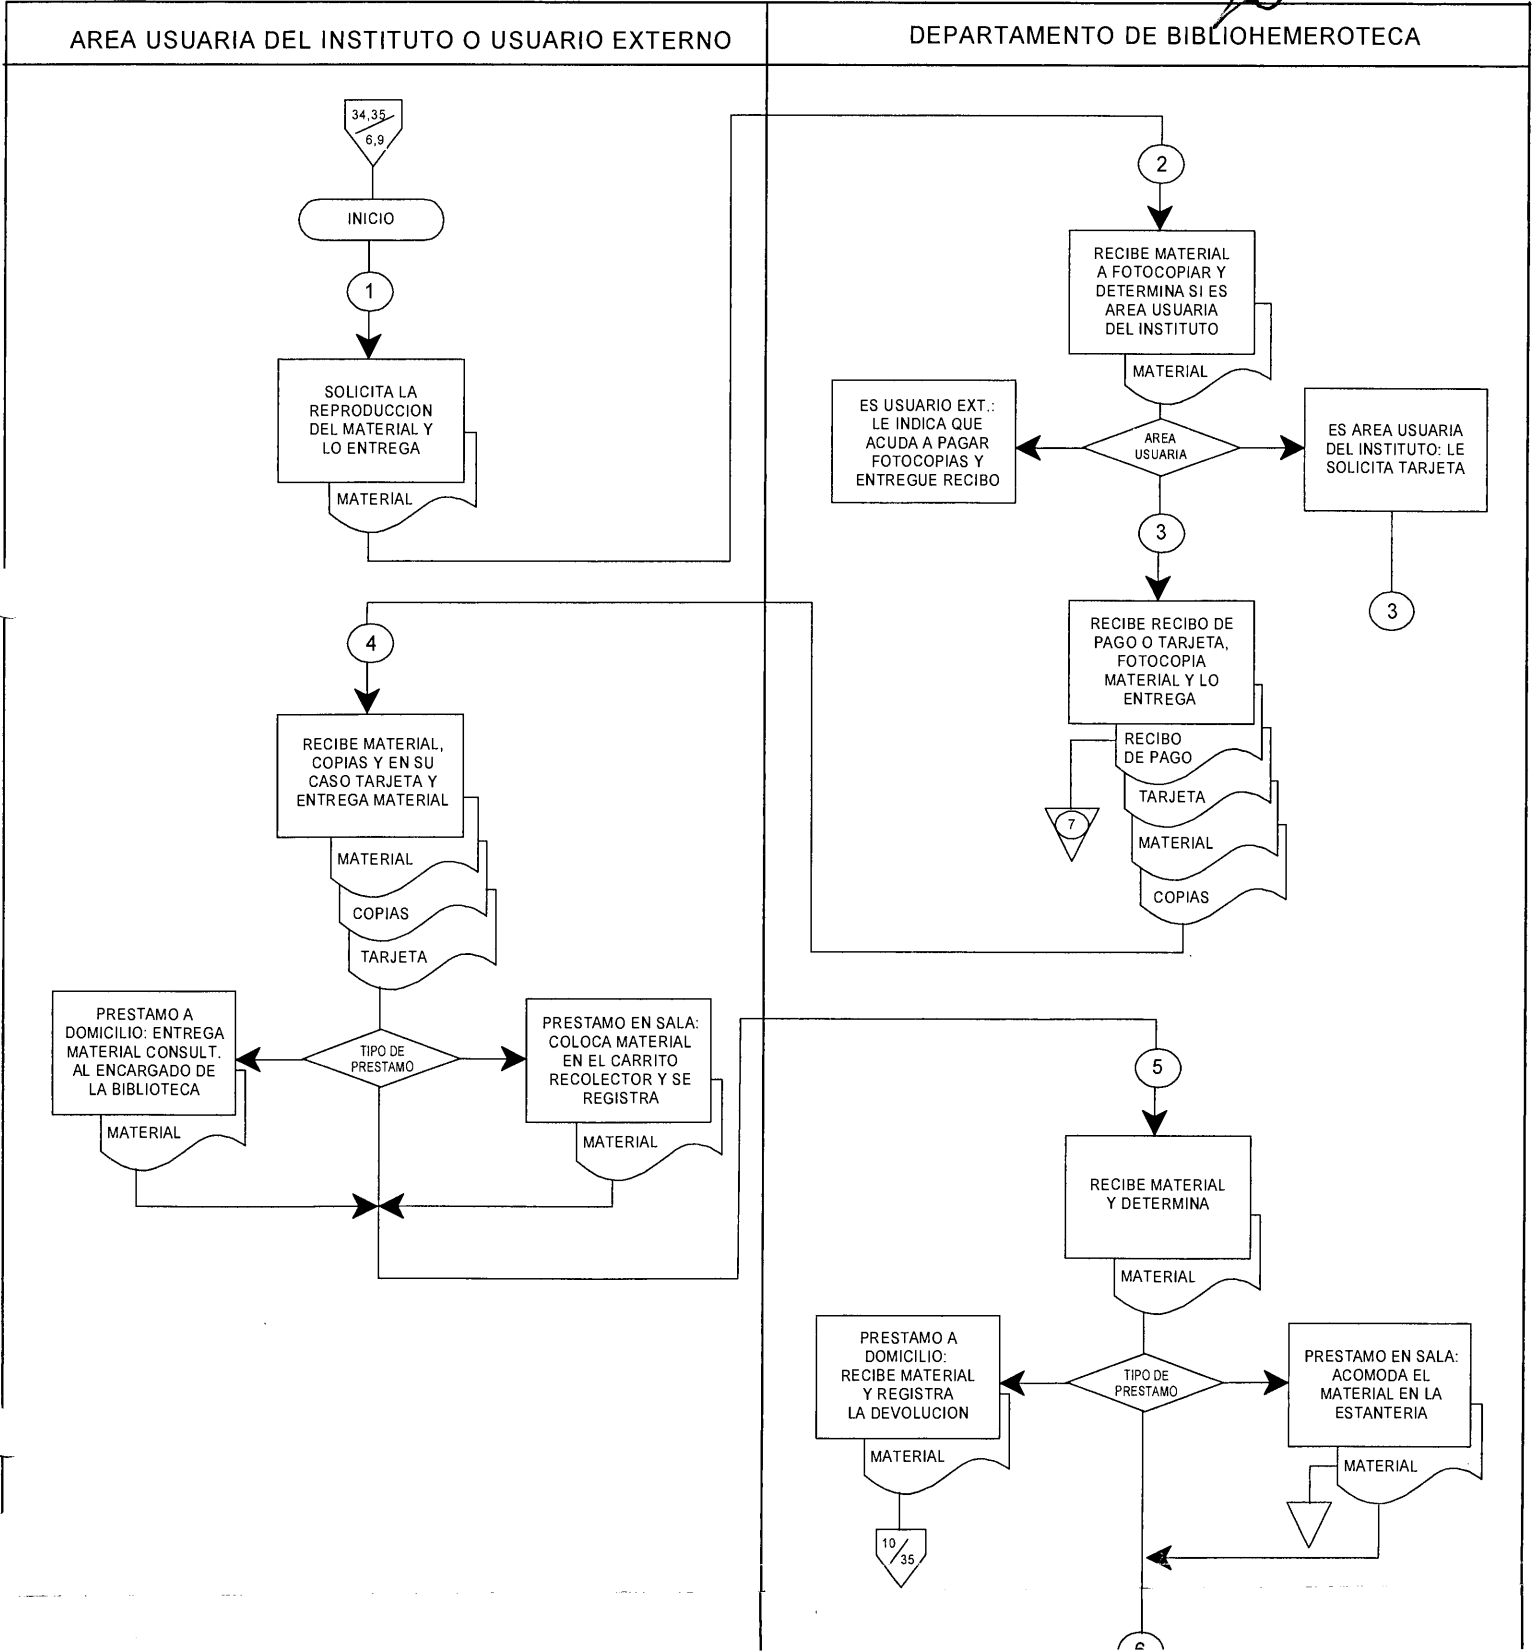 AREA USUARIA DEL INSTITUTO O USUARIO EXTERNO
DEPARTAMENTO DE BIBLIOHEMEROTECA
34,35
6,9
INICIO
1
SOLICITA LA
REPRODUCCION
DEL MATERIAL Y
LO ENTREGA
MATERIAL
2
RECIBE MATERIAL
A FOTOCOPIAR Y
DETERMINA SI ES
AREA USUARIA
DEL INSTITUTO
MATERIAL
AREA
USUARIA
ES USUARIO EXT.:
LE INDICA QUE
ACUDA A PAGAR
FOTOCOPIAS Y
ENTREGUE RECIBO
ES AREA USUARIA
DEL INSTITUTO: LE
SOLICITA TARJETA
3
3
RECIBE RECIBO DE
PAGO O TARJETA,
FOTOCOPIA
MATERIAL Y LO
ENTREGA
RECIBO
DE PAGO
TARJETA
MATERIAL
COPIAS
7
4
RECIBE MATERIAL,
COPIAS Y EN SU
CASO TARJETA Y
ENTREGA MATERIAL
MATERIAL
COPIAS
TARJETA
TIPO DE
PRESTAMO
PRESTAMO A
DOMICILIO: ENTREGA
MATERIAL CONSULT.
AL ENCARGADO DE
LA BIBLIOTECA
MATERIAL
PRESTAMO EN SALA:
COLOCA MATERIAL
EN EL CARRITO
RECOLECTOR Y SE
REGISTRA
MATERIAL
5
RECIBE MATERIAL
Y DETERMINA
MATERIAL
TIPO DE
PRESTAMO
PRESTAMO A
DOMICILIO:
RECIBE MATERIAL
Y REGISTRA
LA DEVOLUCION
MATERIAL
10
35
PRESTAMO EN SALA:
ACOMODA EL
MATERIAL EN LA
ESTANTERIA
MATERIAL
6